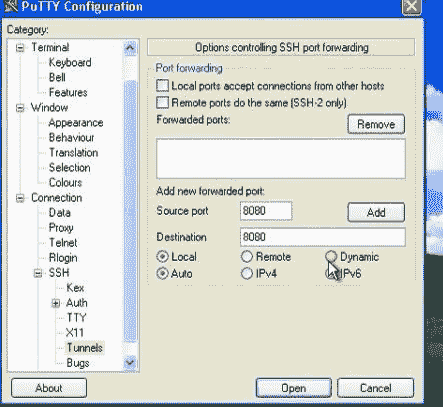 PuTTY Configuration
Category:
Terminal
Keyboard
Bell
Features
Window
Appearance
Behaviour
Translation
Selection
Colours
Connection
Data
Proxy
Telnet
Rlogin
SSH
Kex
Auth
TTY
X11
Tunnels
Bugs
Options controlling SSH port forwarding
Port forwarding
Local ports accept connections from other hosts
Remote ports do the same (SSH-2 only)
Forwarded ports:
Remove
Add new forwarded port:
Source port 8080 Add
Destination 8080
Local Remote Dynamic
Auto IPv4 IPv6
About Open Cancel